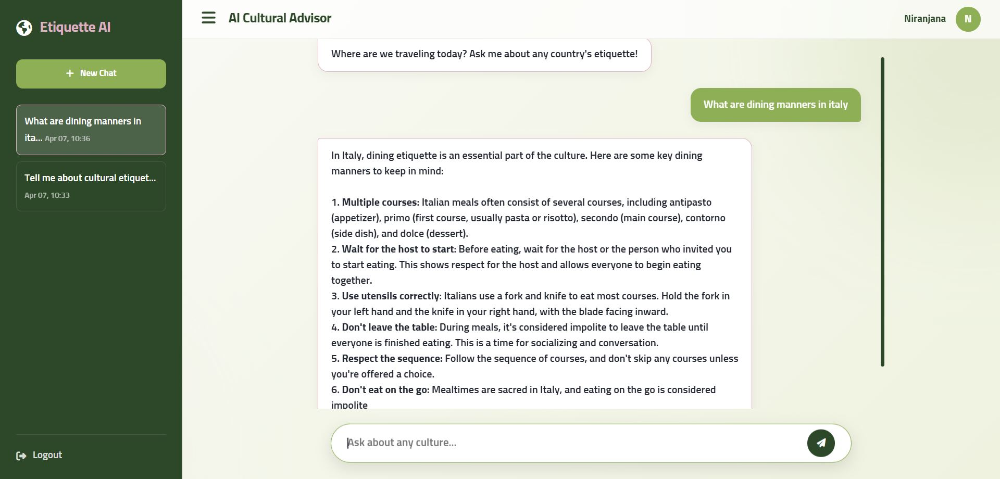 Etiquette AI
New Chat
What are dining manners in
ita... Apr 07, 10:36
Tell me about cultural etiquet...
Apr 07, 10:33
Logout
AI Cultural Advisor
Niranjana
N
Where are we traveling today? Ask me about any country's etiquette!
What are dining manners in italy
In Italy, dining etiquette is an essential part of the culture. Here are some key dining
manners to keep in mind:
1. Multiple courses: Italian meals often consist of several courses, including antipasto
(appetizer), primo (first course, usually pasta or risotto), secondo (main course), contorno
(side dish), and dolce (dessert).
2. Wait for the host to start: Before eating, wait for the host or the person who invited you
to start eating. This shows respect for the host and allows everyone to begin eating
together.
3. Use utensils correctly: Italians use a fork and knife to eat most courses. Hold the fork in
your left hand and the knife in your right hand, with the blade facing inward.
4. Don't leave the table: During meals, it's considered impolite to leave the table until
everyone is finished eating. This is a time for socializing and conversation.
5. Respect the sequence: Follow the sequence of courses, and don't skip any courses unless
you're offered a choice.
6. Don't eat on the go: Mealtimes are sacred in Italy, and eating on the go is considered
impolite
Ask about any culture...